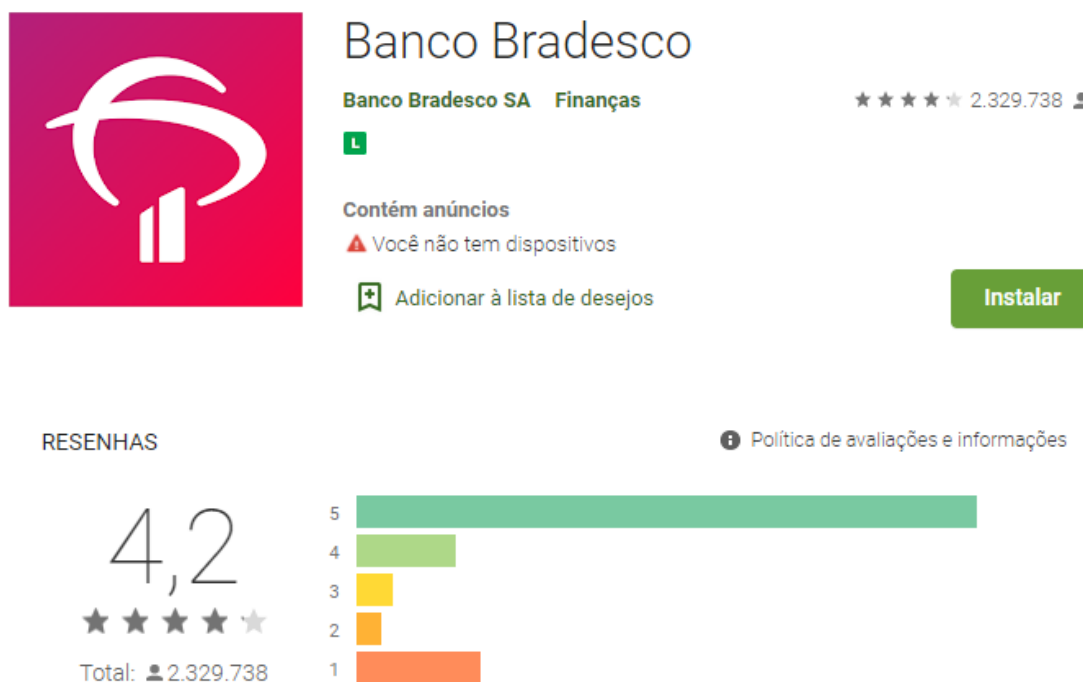 Banco Bradesco
Banco Bradesco SA Finanças
2.329.738
L
Contém anúncios
Você não tem dispositivos
Adicionar à lista de desejos
Instalar
RESENHAS
Política de avaliações e informações
4,2
Total: 2.329.738
5
4
3
2
1